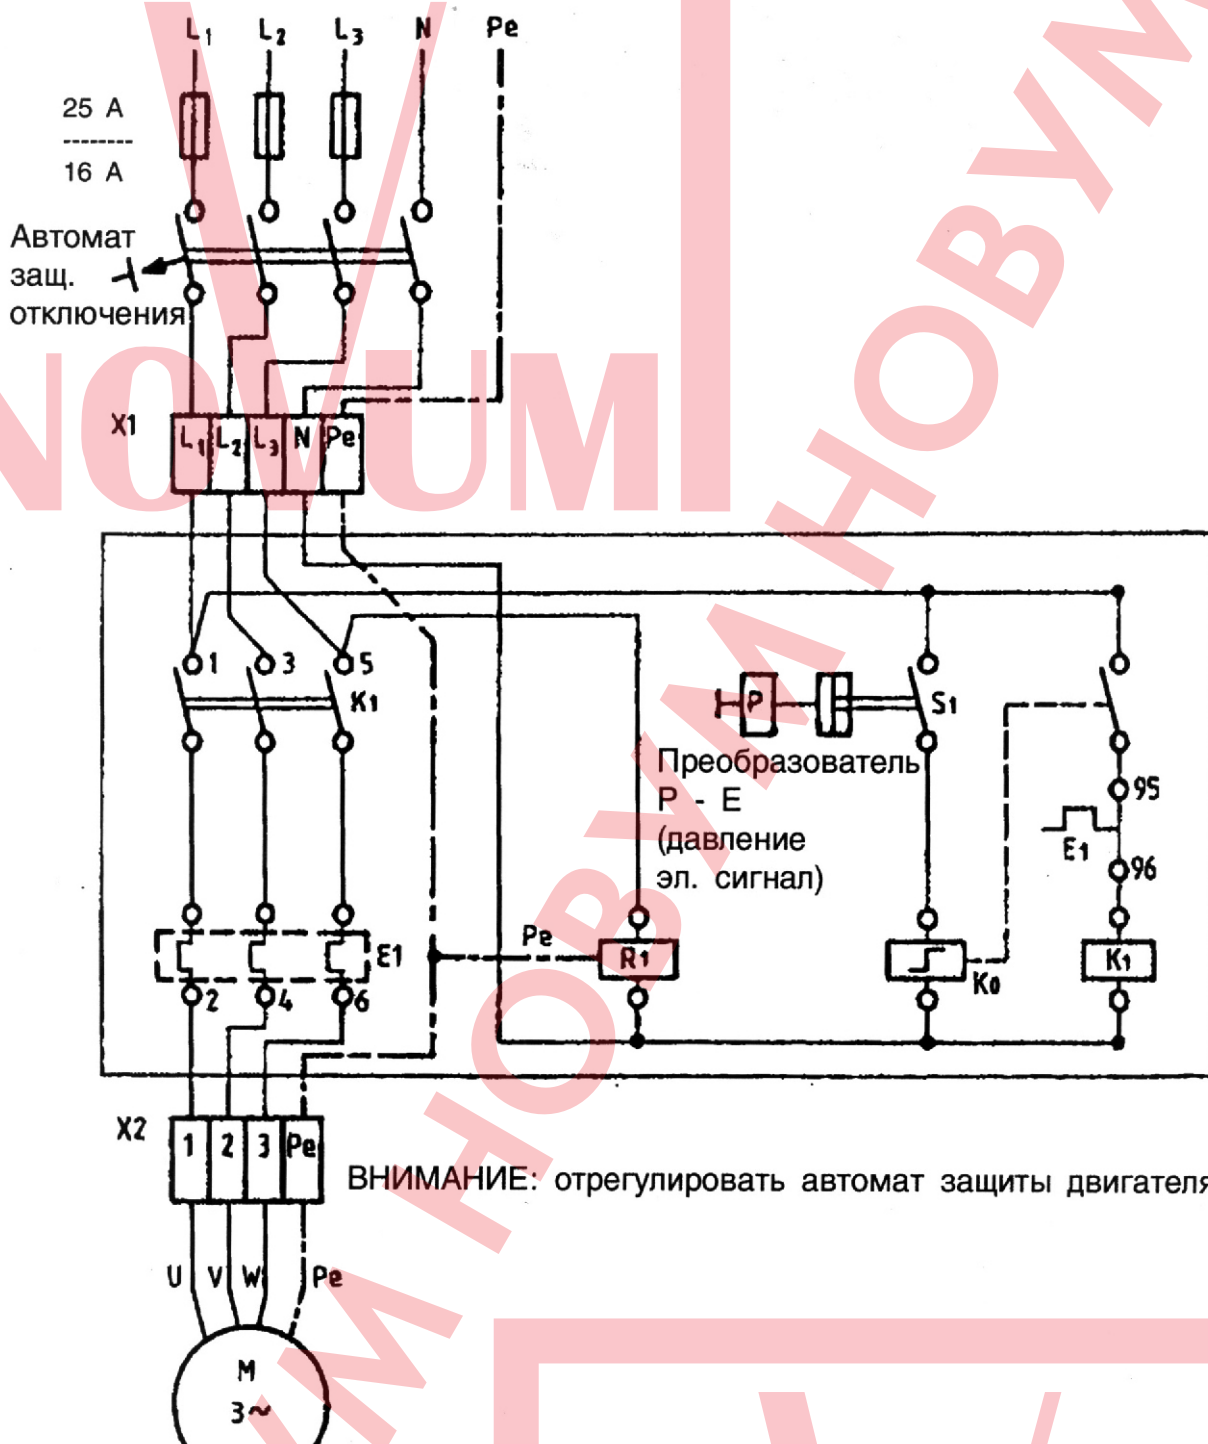 L1 L2 L3 N Pe
25 А
16 А
Автомат
защ.
отключения
NOVUM
НОВУМ
X1
L1 L2 L3 N Pe
1 3 5
K1
P
S1
Преобразователь
Р - Е
(давление
эл. сигнал)
95
E1
96
Pe
R1
K0
K1
E1
2 4 6
X2
1 2 3 Pe
ВНИМАНИЕ: отрегулировать автомат защиты двигателя
U V W Pe
M
3~
НОВУМ